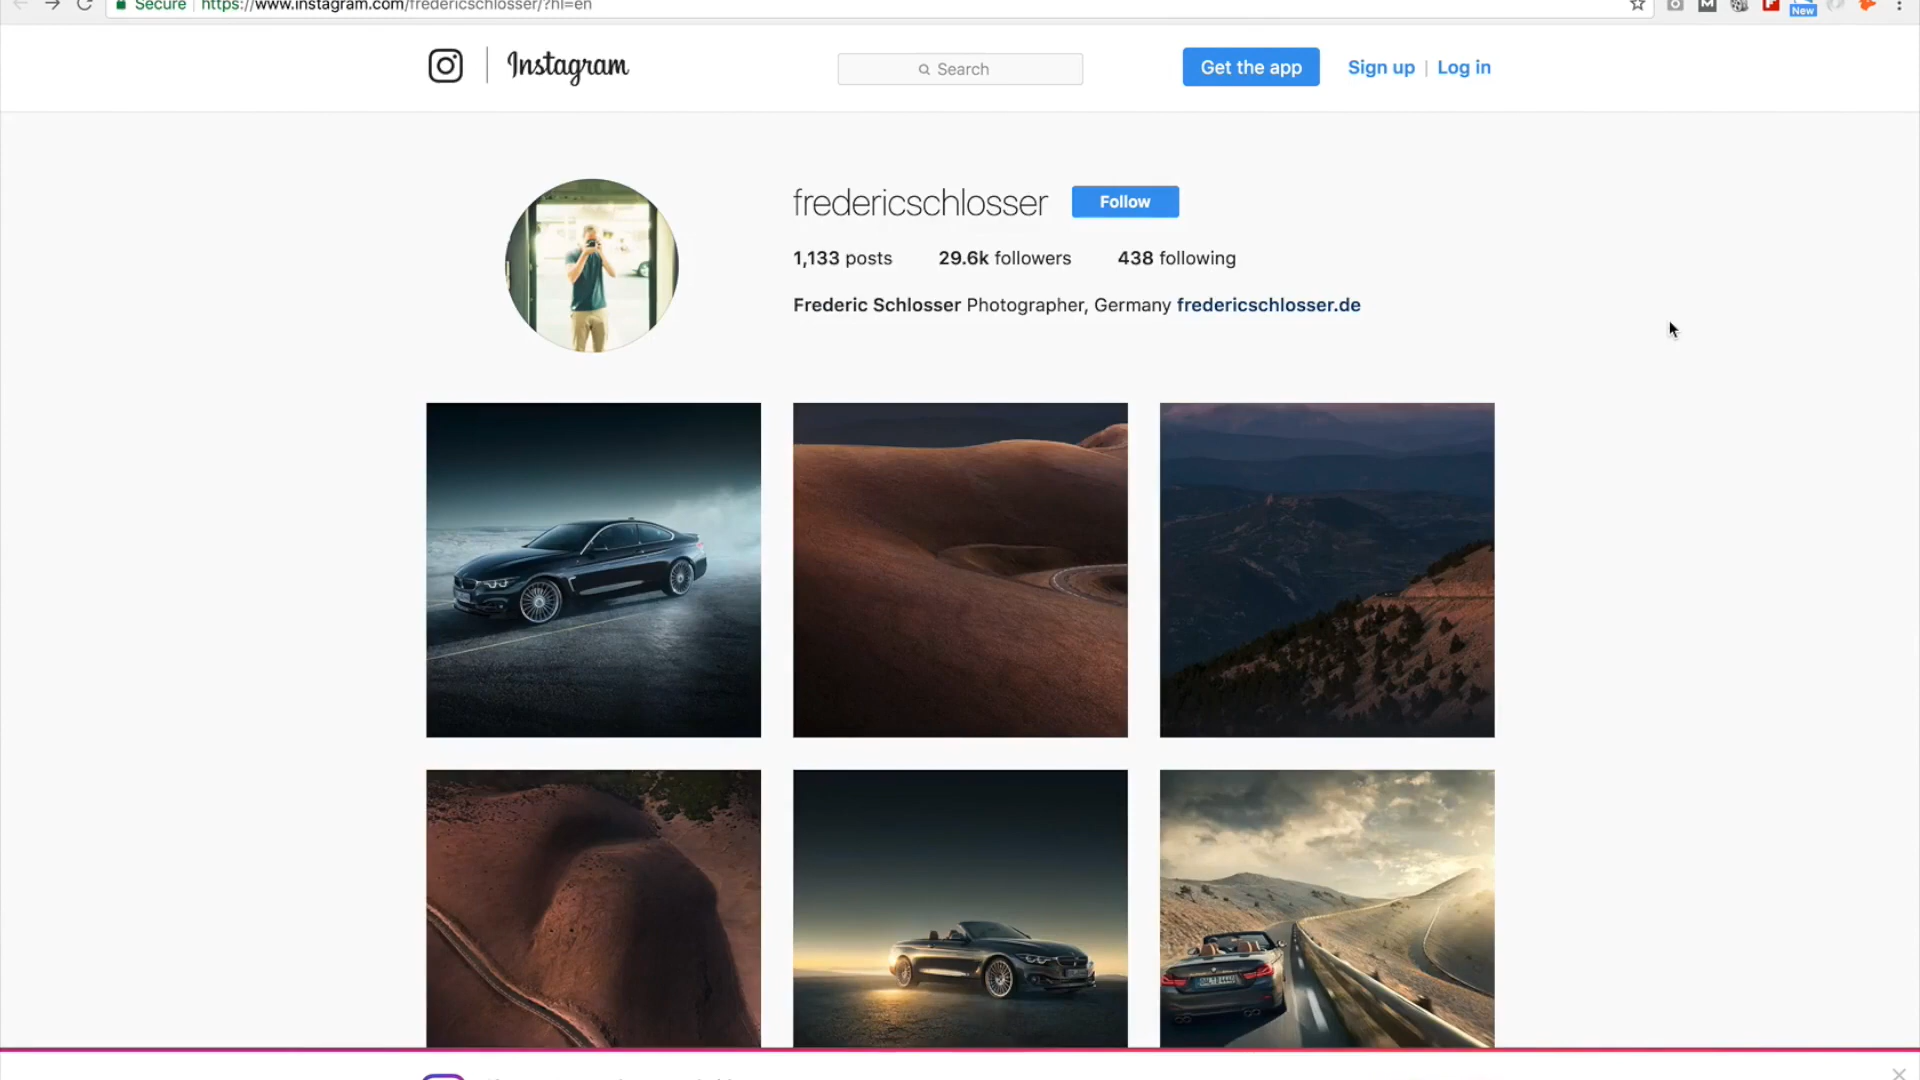 Secure https://www.instagram.com/fredericschlosser/?hl=en
New
Instagram
Search
Get the app
Sign up | Log in
fredericschlosser Follow
1,133 posts 29.6k followers 438 following
Frederic Schlosser Photographer, Germany fredericschlosser.de